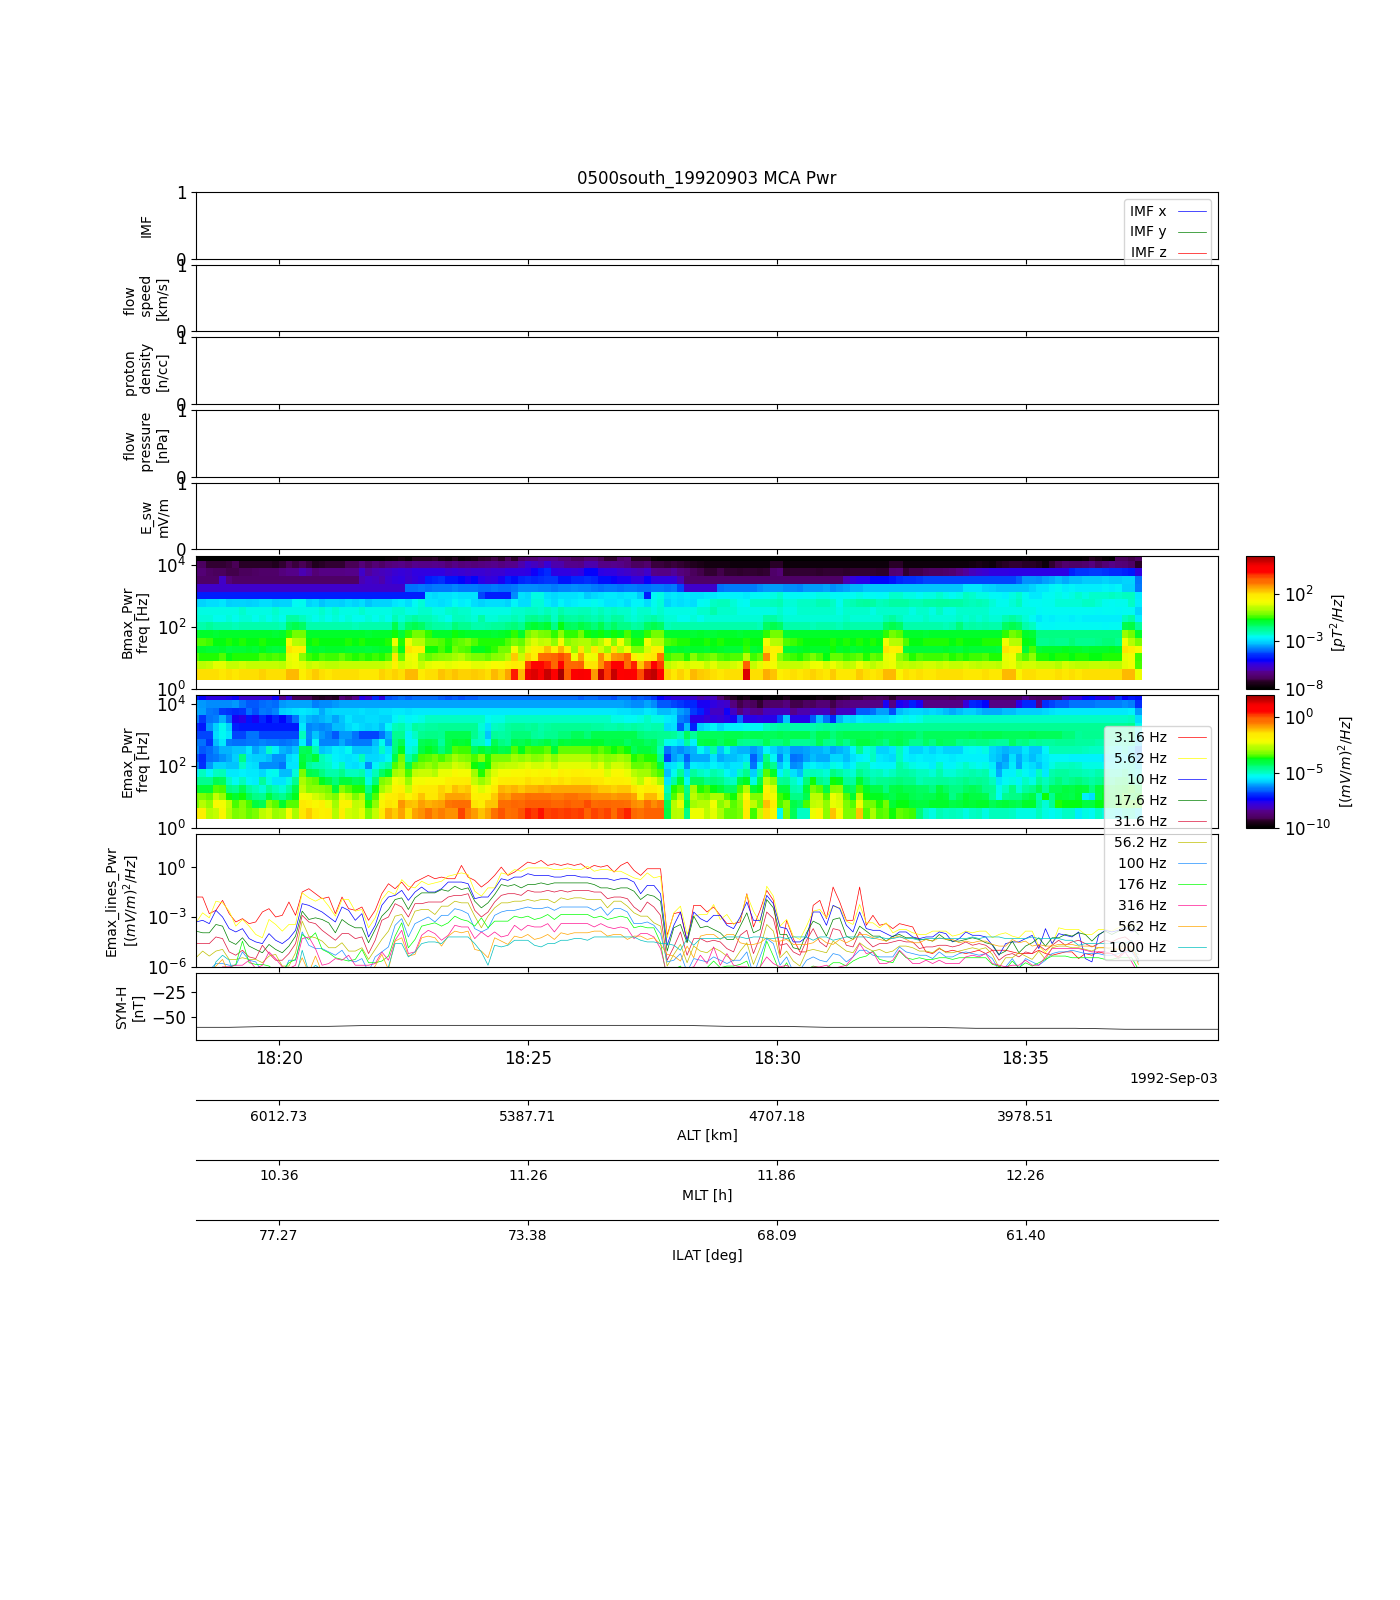 0500south_19920903 MCA Pwr
1
IMF
0
IMF x
IMF y
IMF z
1
flow
speed
[km/s]
0
1
proton
density
[n/cc]
0
1
flow
pressure
[nPa]
0
1
E_sw
mV/m
0
10^4
10^2
10^0
Bmax_Pwr
freq [Hz]
10^2
10^-3
10^-8
[pT^2/Hz]
10^4
10^2
10^0
Emax_Pwr
freq [Hz]
10^0
10^-5
10^-10
[(mV/m)^2/Hz]
3.16 Hz
5.62 Hz
10 Hz
17.6 Hz
31.6 Hz
56.2 Hz
100 Hz
176 Hz
316 Hz
562 Hz
1000 Hz
10^0
10^-3
10^-6
Emax_lines_Pwr
[(mV/m)^2/Hz]
−25
−50
SYM-H
[nT]
18:20 18:25 18:30 18:35
1992-Sep-03
6012.73 5387.71 4707.18 3978.51
ALT [km]
10.36 11.26 11.86 12.26
MLT [h]
77.27 73.38 68.09 61.40
ILAT [deg]